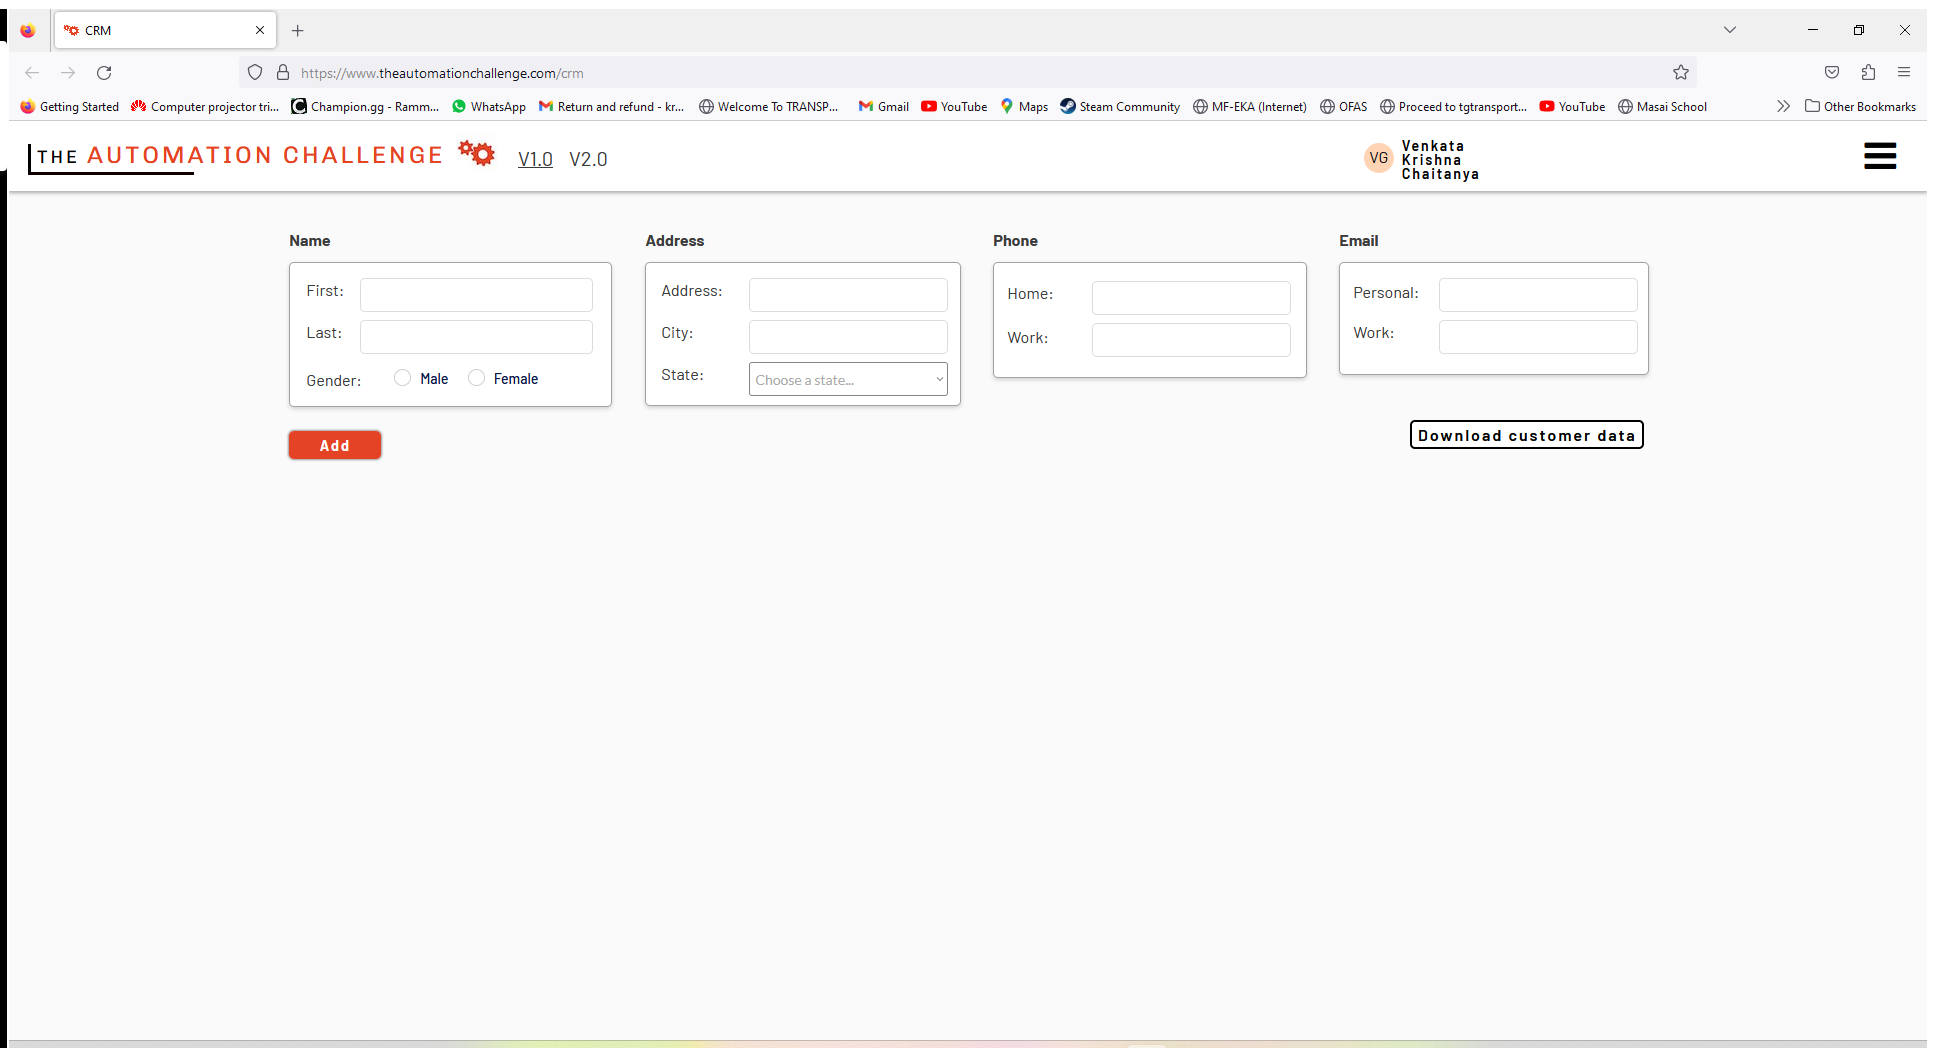 CRM
https://www.theautomationchallenge.com/crm
Getting Started Computer projector tri... Champion.gg - Ramm... WhatsApp Return and refund - kr... Welcome To TRANSP... Gmail YouTube Maps Steam Community MF-EKA (Internet) OFAS Proceed to tgtransport... YouTube Masai School Other Bookmarks
THE AUTOMATION CHALLENGE V1.0 V2.0
VG
Venkata
Krishna
Chaitanya
Name Address Phone Email
First: Address: Home: Personal:
Last: City: Work: Work:
Gender: Male Female State: Choose a state...
Add Download customer data